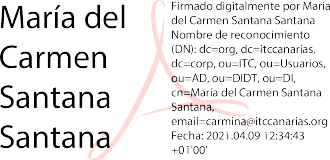 María del
Carmen
Santana
Santana
Firmado digitalmente por María
del Carmen Santana Santana
Nombre de reconocimiento
(DN): dc=org, dc=itccanarias,
dc=corp, ou=ITC, ou=Usuarios,
ou=AD, ou=DIDT, ou=DI,
cn=María del Carmen Santana
Santana,
email=carmina@itccanarias.org
Fecha: 2021.04.09 12:34:43
+01'00'